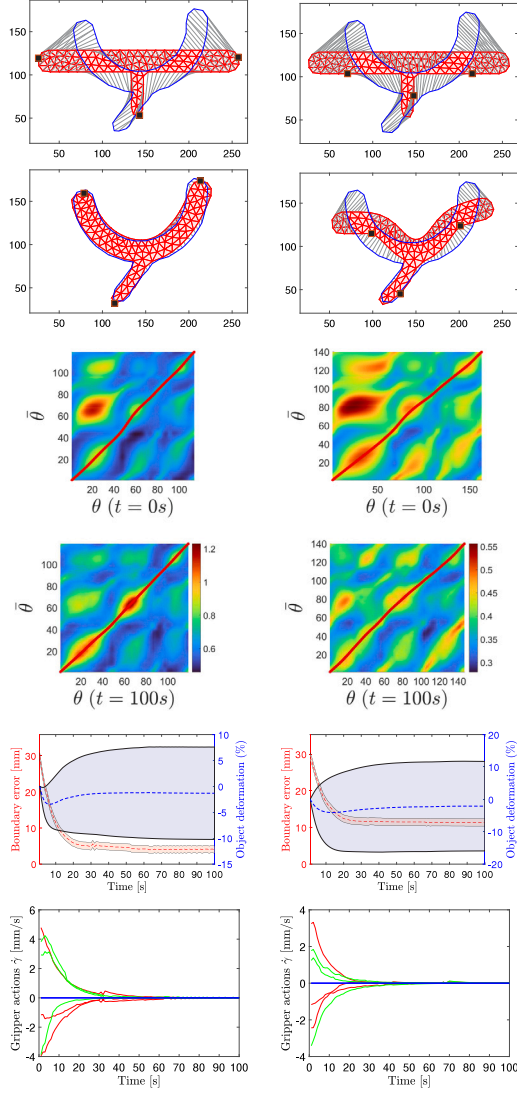 150
100
50
50 100 150 200 250
150
100
50
50 100 150 200 250
150
100
50
50 100 150 200 250
150
100
50
50 100 150 200 250
100
80
60
40
20
θ̄
20 40 60 80 100
θ (t = 0s)
140
120
100
80
60
40
20
θ̄
50 100 150
θ (t = 0s)
100
80
60
40
20
θ̄
20 40 60 80 100
θ (t = 100s)
1.2
1
0.8
0.6
140
120
100
80
60
40
20
θ̄
20 40 60 80 100 120 140
θ (t = 100s)
0.55
0.5
0.45
0.4
0.35
0.3
Boundary error [mm]
40
30
20
10
0
10
5
0
-5
-10
-15
Object deformation (%)
0 10 20 30 40 50 60 70 80 90 100
Time [s]
Boundary error [mm]
40
30
20
10
0
20
10
0
-10
-20
Object deformation (%)
10 20 30 40 50 60 70 80 90 100
Time [s]
Gripper actions γ̇ [mm/s]
6
4
2
0
-2
-4
0 10 20 30 40 50 60 70 80 90 100
Time [s]
Gripper actions γ̇ [mm/s]
4
2
0
-2
-4
0 10 20 30 40 50 60 70 80 90 100
Time [s]